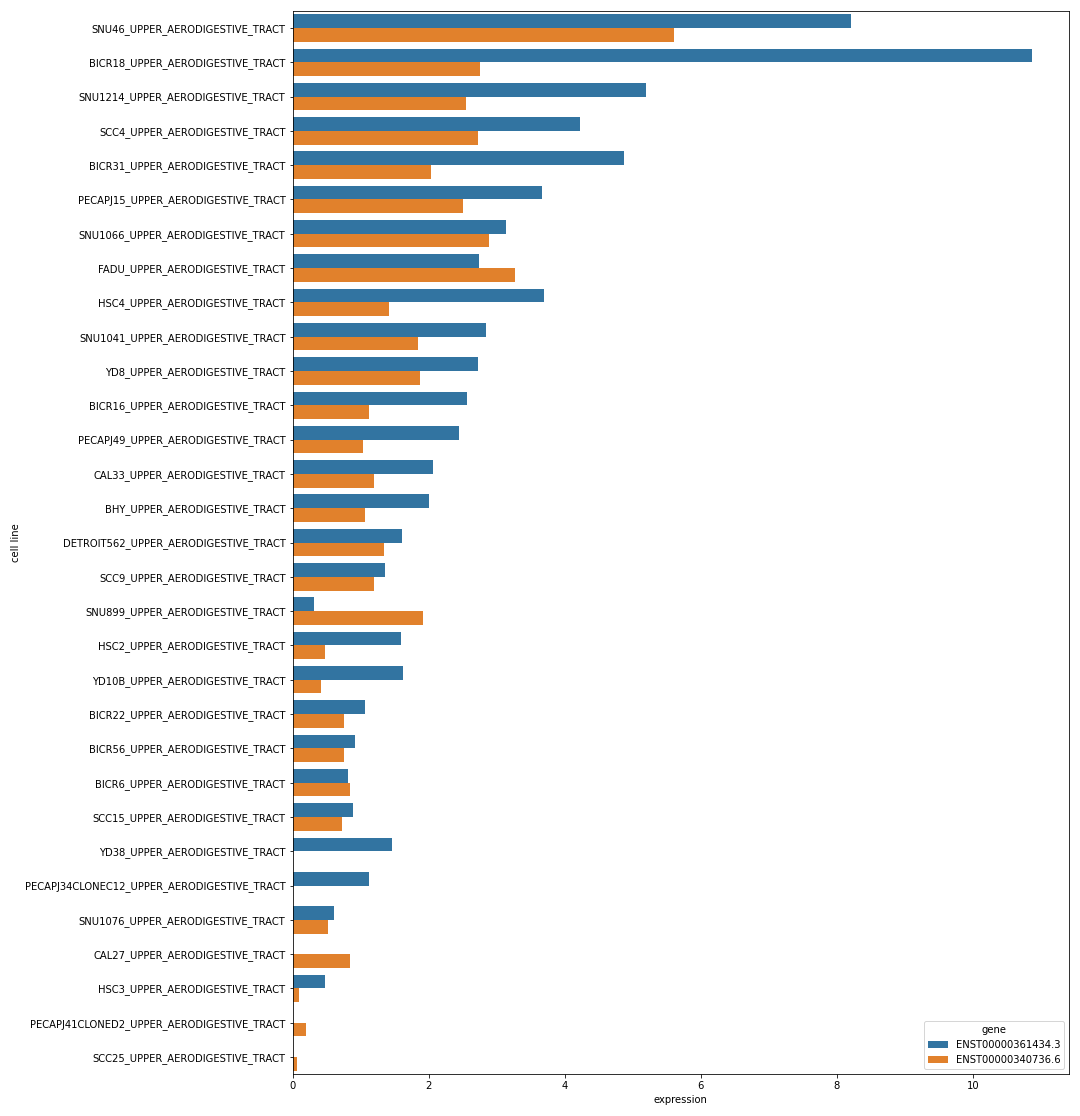 SNU46_UPPER_AERODIGESTIVE_TRACT
BICR18_UPPER_AERODIGESTIVE_TRACT
SNU1214_UPPER_AERODIGESTIVE_TRACT
SCC4_UPPER_AERODIGESTIVE_TRACT
BICR31_UPPER_AERODIGESTIVE_TRACT
PECAPJ15_UPPER_AERODIGESTIVE_TRACT
SNU1066_UPPER_AERODIGESTIVE_TRACT
FADU_UPPER_AERODIGESTIVE_TRACT
HSC4_UPPER_AERODIGESTIVE_TRACT
SNU1041_UPPER_AERODIGESTIVE_TRACT
YD8_UPPER_AERODIGESTIVE_TRACT
BICR16_UPPER_AERODIGESTIVE_TRACT
PECAPJ49_UPPER_AERODIGESTIVE_TRACT
CAL33_UPPER_AERODIGESTIVE_TRACT
BHY_UPPER_AERODIGESTIVE_TRACT
DETROIT562_UPPER_AERODIGESTIVE_TRACT
SCC9_UPPER_AERODIGESTIVE_TRACT
SNU899_UPPER_AERODIGESTIVE_TRACT
HSC2_UPPER_AERODIGESTIVE_TRACT
YD10B_UPPER_AERODIGESTIVE_TRACT
BICR22_UPPER_AERODIGESTIVE_TRACT
BICR56_UPPER_AERODIGESTIVE_TRACT
BICR6_UPPER_AERODIGESTIVE_TRACT
SCC15_UPPER_AERODIGESTIVE_TRACT
YD38_UPPER_AERODIGESTIVE_TRACT
PECAPJ34CLONEC12_UPPER_AERODIGESTIVE_TRACT
SNU1076_UPPER_AERODIGESTIVE_TRACT
CAL27_UPPER_AERODIGESTIVE_TRACT
HSC3_UPPER_AERODIGESTIVE_TRACT
PECAPJ41CLONED2_UPPER_AERODIGESTIVE_TRACT
SCC25_UPPER_AERODIGESTIVE_TRACT
cell line
0 2 4 6 8 10
expression
gene
ENST00000361434.3
ENST00000340736.6